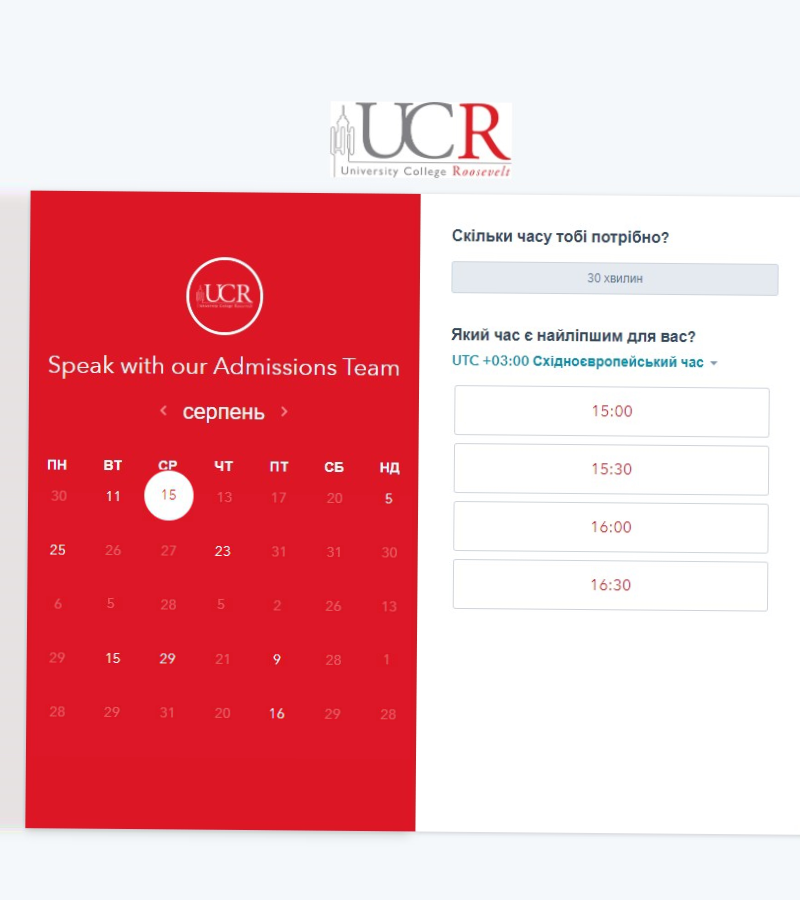 UCR
University College Roosevelt
UCR
Speak with our Admissions Team
серпень
ПН ВТ СР ЧТ ПТ СБ НД
30 11 15 13 17 20 5
25 26 27 23 31 31 30
6 5 28 5 2 26 13
29 15 29 21 9 28 1
28 29 31 20 16 29 28
Скільки часу тобі потрібно?
30 хвилин
Який час є найліпшим для вас?
UTC +03:00 Східноєвропейський час
15:00
15:30
16:00
16:30